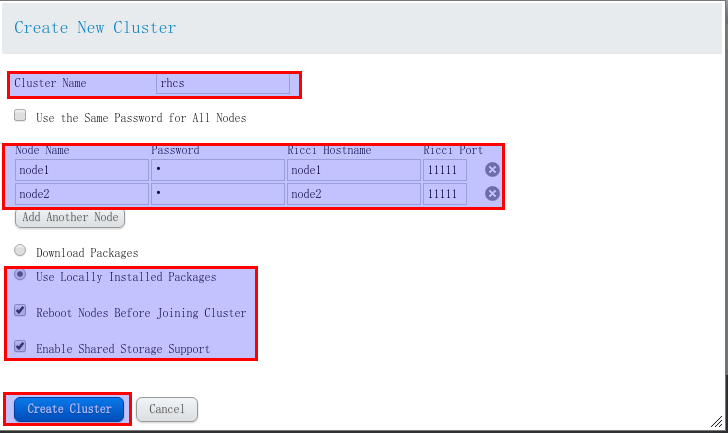 Create New Cluster
Cluster Name rhcs
Use the Same Password for All Nodes
Node Name Password Ricci Hostname Ricci Port
node1 • node1 11111
node2 • node2 11111
Add Another Node
Download Packages
Use Locally Installed Packages
Reboot Nodes Before Joining Cluster
Enable Shared Storage Support
Create Cluster Cancel